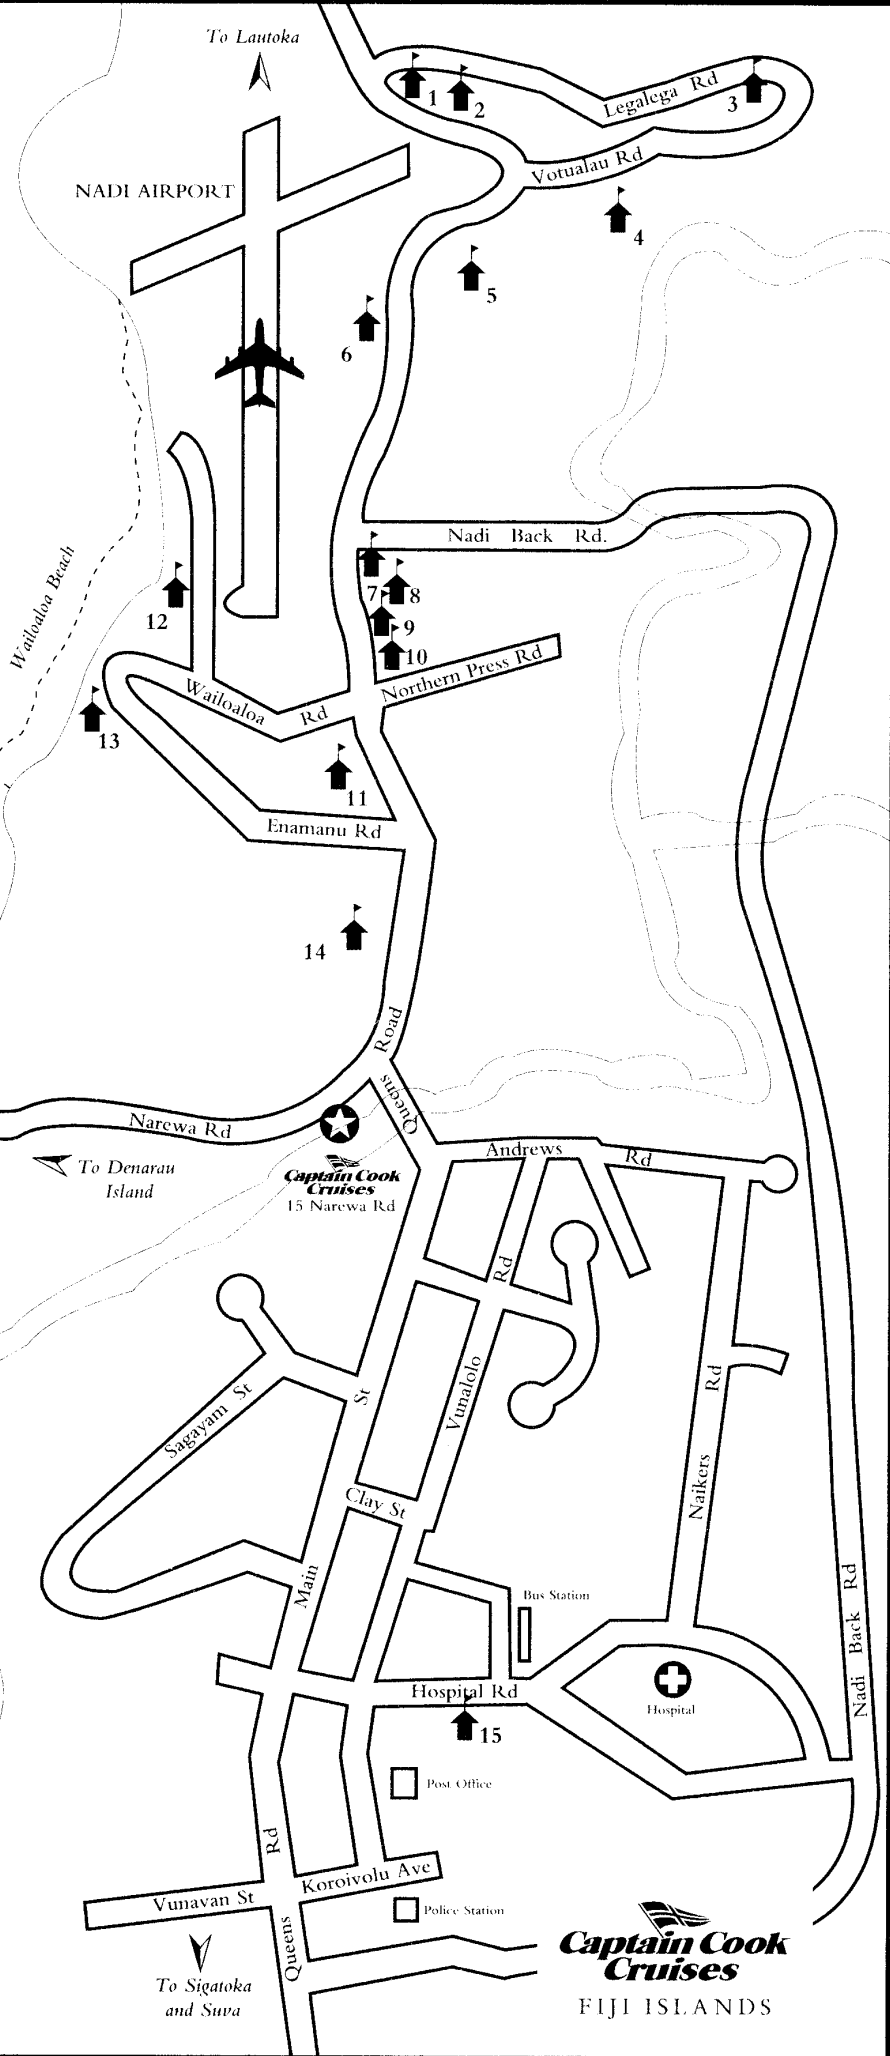 To Lautoka
1
2
Legalega Rd
3
NADI AIRPORT
Votualau Rd
4
5
6
Nadi Back Rd.
7
8
9
10
12
Wailoaloa Beach
Northern Press Rd
Wailoaloa Rd
13
11
Enamanu Rd
14
Queens Road
Narewa Rd
To Denarau
Island
Captain Cook
Cruises
15 Narewa Rd
Andrews Rd
Vunalolo Rd
Sagayam St
Main St
Clay St
Naikers Rd
Bus Station
Nadi Back Rd
Hospital Rd
Hospital
15
Post Office
Koroivolu Ave
Vunavan St
Police Station
Queens Rd
To Sigatoka
and Suva
Captain Cook
Cruises
FIJI ISLANDS